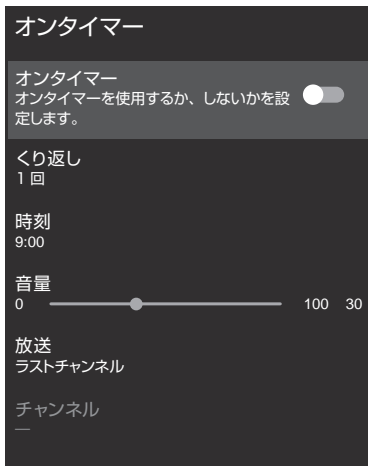 オンタイマー
オンタイマー
オンタイマーを使用するか、しないかを設
定します。
くり返し
1 回
時刻
9:00
音量
0 100 30
放送
ラストチャンネル
チャンネル
—